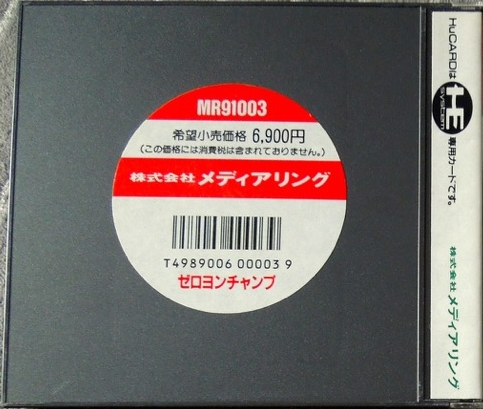 MR91003
希望小売価格 6,900円
(この価格には消費税は含まれておりません。)
株式会社 メディアリング
T4989006 00003 9
ゼロヨンチャンプ
HuCARDは HE SYSTEM 専用カードです。
株式会社 メディアリング